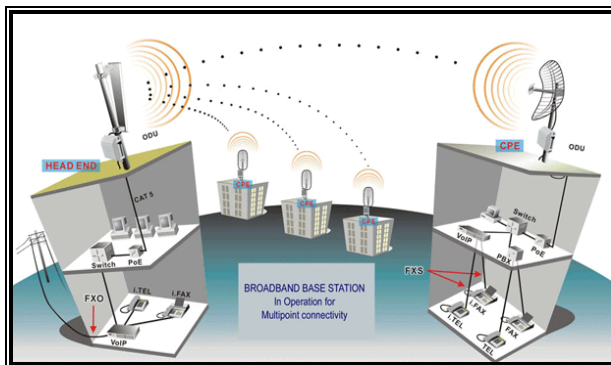 ODU
HEAD END
CAT 5
Switch
PoE
FXO
i.TEL
i.FAX
VoIP
CPE
CPE
CPE
BROADBAND BASE STATION
In Operation for
Multipoint connectivity
ODU
CPE
Switch
VoIP
PoE
PBX
FXS
i.FAX
i.TEL
FAX
TEL